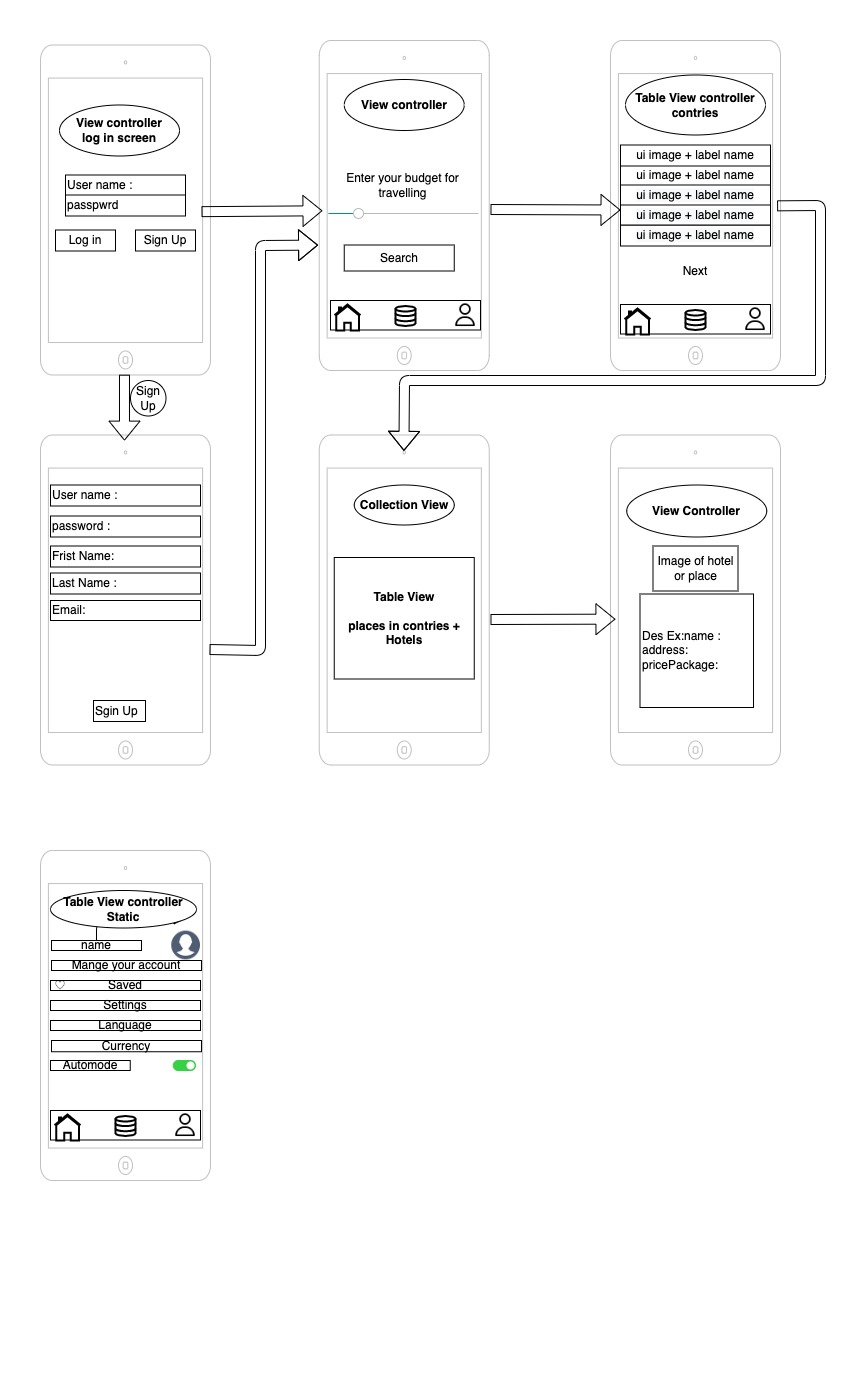 View controller
log in screen
User name :
passpwrd
Log in
Sign Up
View controller
Enter your budget for
travelling
Search
Table View controller
contries
ui image + label name
ui image + label name
ui image + label name
ui image + label name
ui image + label name
Next
Sign
Up
User name :
password :
Frist Name:
Last Name :
Email:
Sgin Up
Collection View
Table View
places in contries +
Hotels
View Controller
Image of hotel
or place
Des Ex:name :
address:
pricePackage:
Table View controller
Static
name
Mange your account
Saved
Settings
Language
Currency
Automode